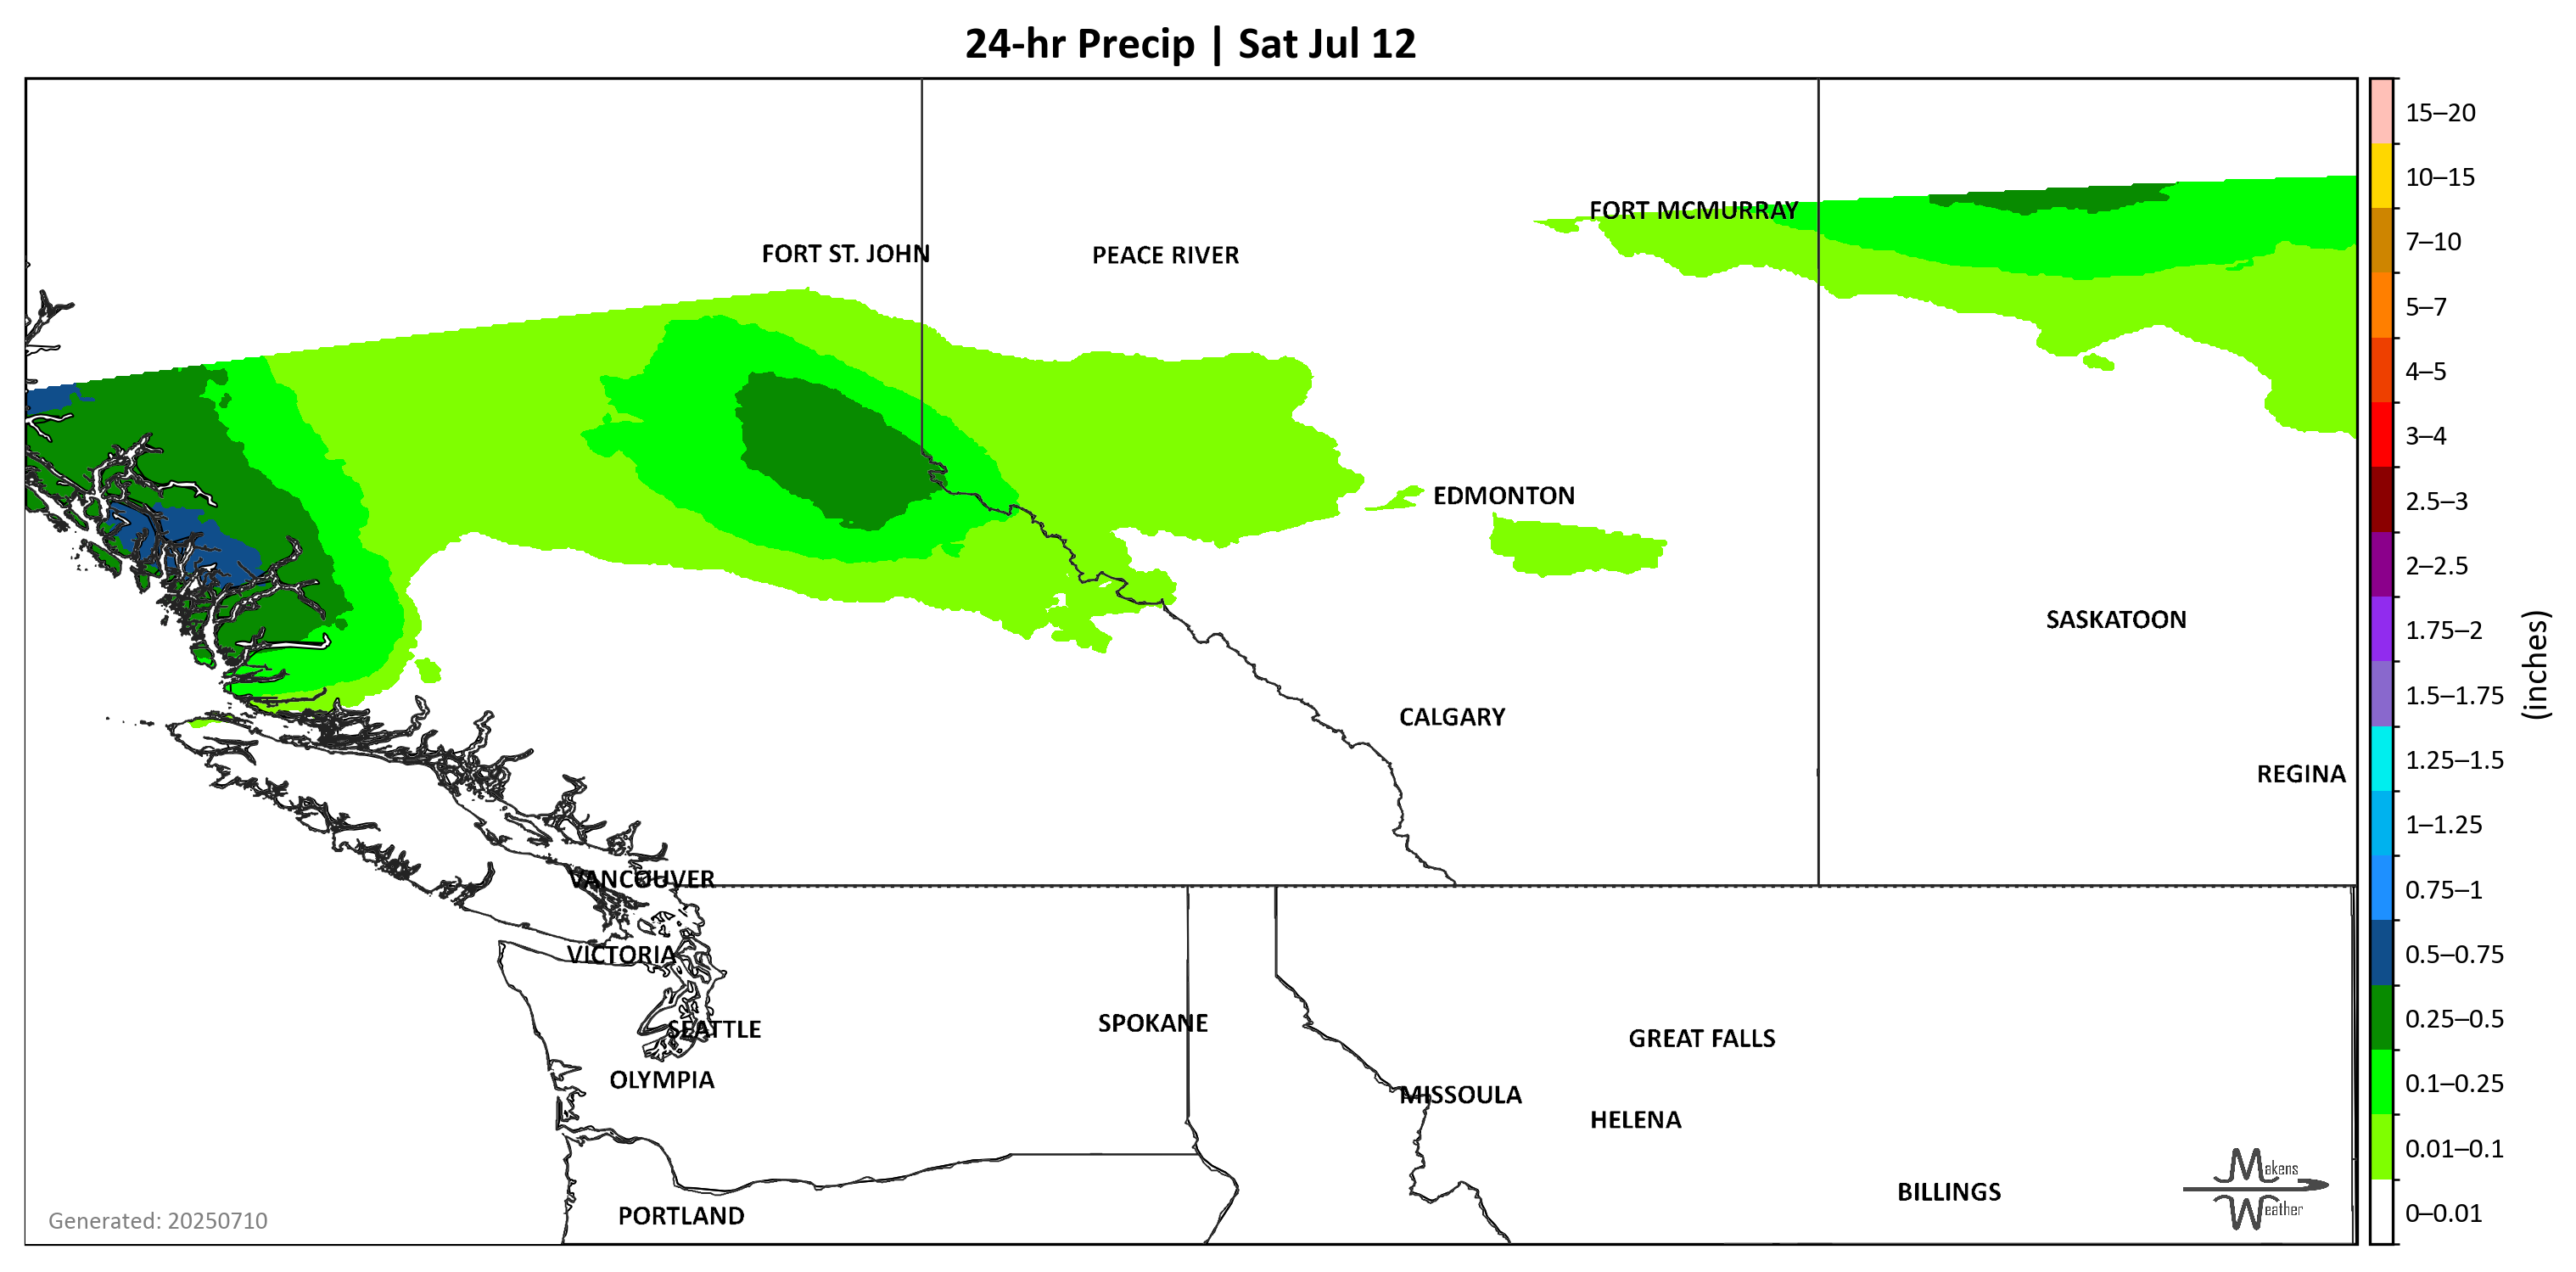 24-hr Precip | Sat Jul 12
15–20
10–15
FORT MCMURRAY
7–10
FORT ST. JOHN
PEACE RIVER
5–7
4–5
3–4
EDMONTON
2.5–3
2–2.5
SASKATOON
1.75–2
(inches)
1.5–1.75
CALGARY
1.25–1.5
REGINA
1–1.25
VANCOUVER
0.75–1
VICTORIA
0.5–0.75
SPOKANE
SEATTLE
0.25–0.5
GREAT FALLS
OLYMPIA
0.1–0.25
MISSOULA
HELENA
0.01–0.1
Makens
Weather
BILLINGS
PORTLAND
0–0.01
Generated: 20250710